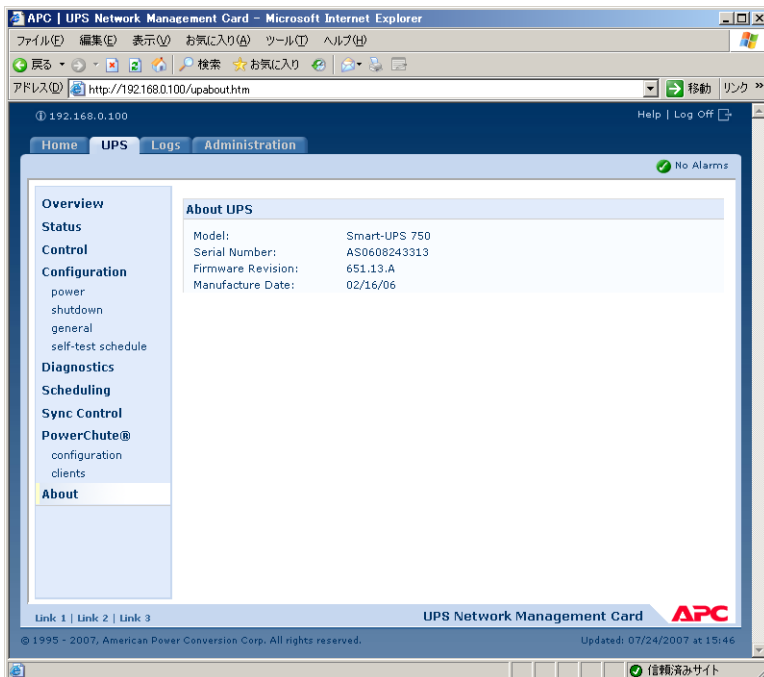 APC | UPS Network Management Card - Microsoft Internet Explorer
ファイル(F) 編集(E) 表示(V) お気に入り(A) ツール(T) ヘルプ(H)
戻る 検索 お気に入り
アドレス(D) http://192.168.0.100/upabout.htm 移動 リンク »
192.168.0.100 Help | Log Off
Home UPS Logs Administration
No Alarms
Overview
Status
Control
Configuration
power
shutdown
general
self-test schedule
Diagnostics
Scheduling
Sync Control
PowerChute®
configuration
clients
About
About UPS
Model: Smart-UPS 750
Serial Number: AS0608243313
Firmware Revision: 651.13.A
Manufacture Date: 02/16/06
Link 1 | Link 2 | Link 3 UPS Network Management Card APC
© 1995 - 2007, American Power Conversion Corp. All rights reserved. Updated: 07/24/2007 at 15:46
信頼済みサイト